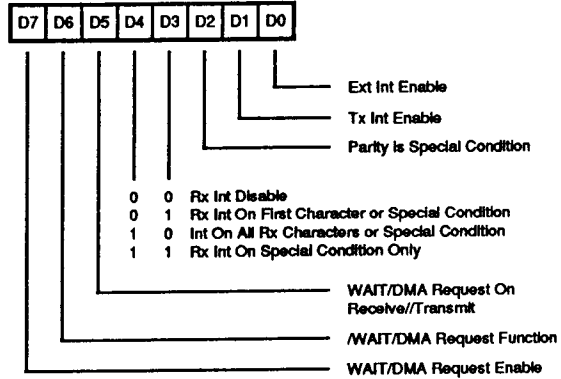 D7 D6 D5 D4 D3 D2 D1 D0
Ext Int Enable
Tx Int Enable
Parity is Special Condition
0 0 Rx Int Disable
0 1 Rx Int On First Character or Special Condition
1 0 Int On All Rx Characters or Special Condition
1 1 Rx Int On Special Condition Only
WAIT/DMA Request On
Receive//Transmit
/WAIT/DMA Request Function
WAIT/DMA Request Enable